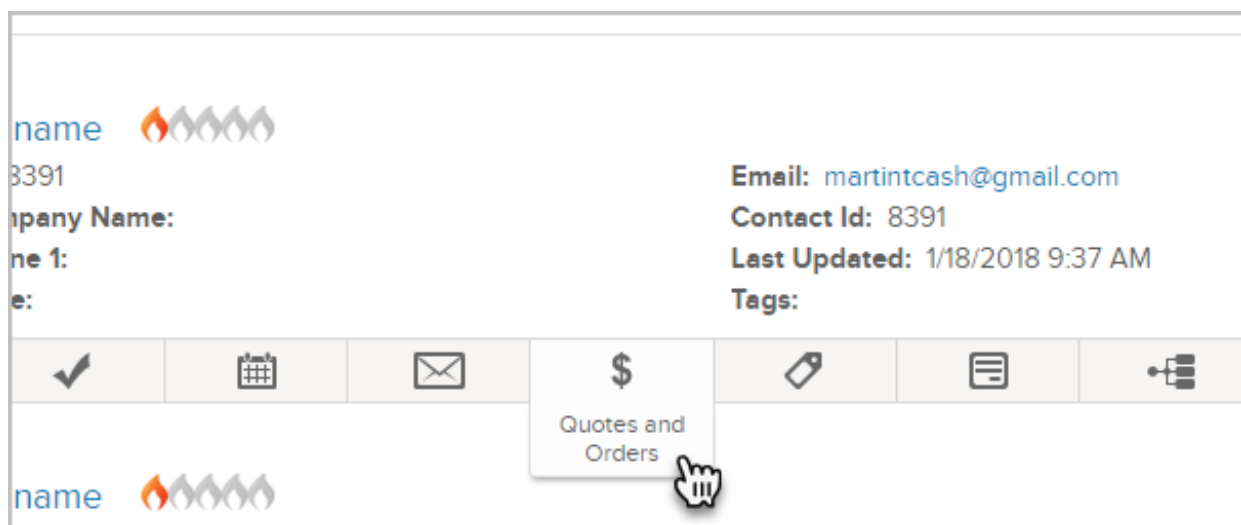 name
8391
Email: martintcash@gmail.com
mpany Name:
Contact Id: 8391
ne 1:
Last Updated: 1/18/2018 9:37 AM
e:
Tags:
$
Quotes and
Orders
name